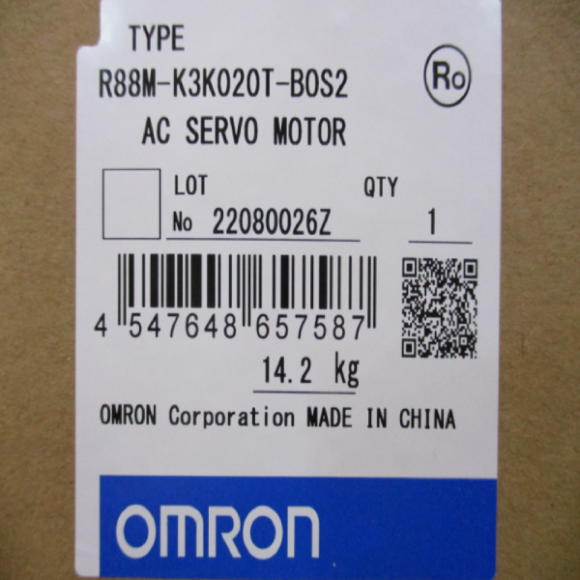 TYPE
R88M-K3K020T-BOS2
Ro
AC SERVO MOTOR
LOT
QTY
No 22080026Z
1
4 547648 657587
14.2 kg
OMRON Corporation MADE IN CHINA
OMRON